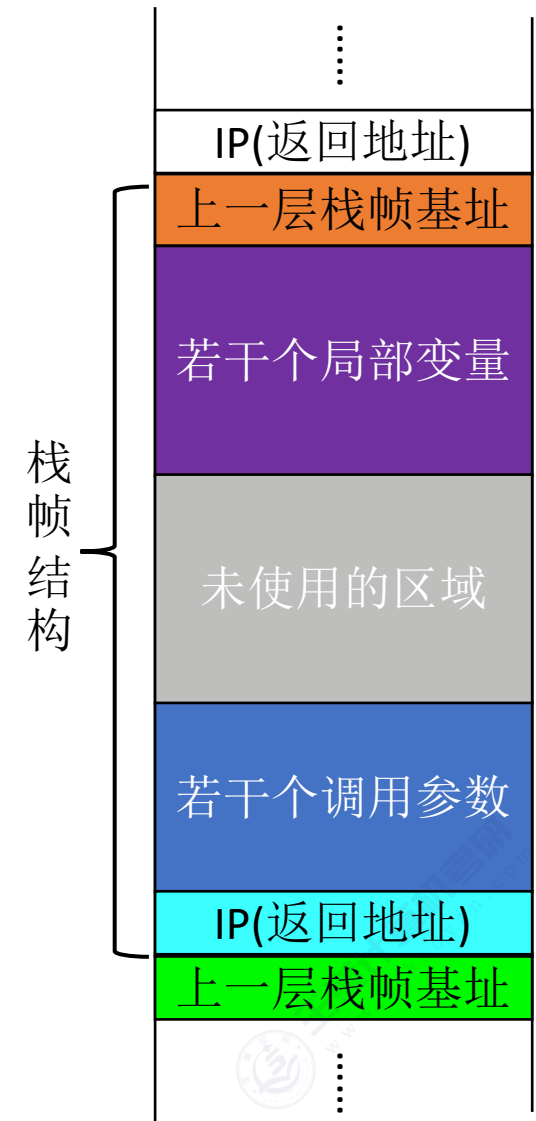 ……
IP(返回地址)
上一层栈帧基址
若干个局部变量
栈帧结构
未使用的区域
若干个调用参数
IP(返回地址)
上一层栈帧基址
……